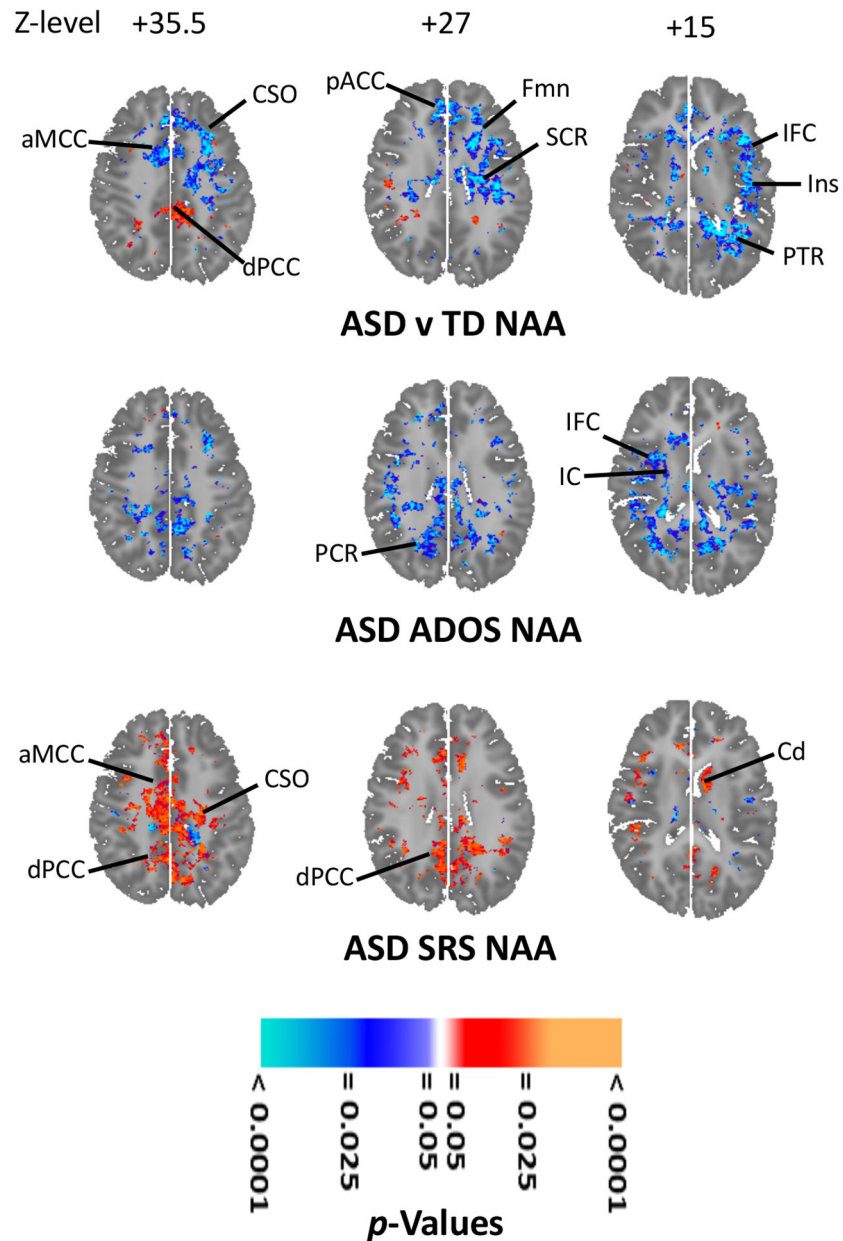 Z-level +35.5 +27 +15
pACC
CSO
Fmn
aMCC
SCR
IFC
Ins
dPCC
PTR
ASD v TD NAA
IFC
IC
PCR
ASD ADOS NAA
aMCC
CSO
Cd
dPCC
dPCC
ASD SRS NAA
< 0.0001
= 0.025
= 0.05
= 0.05
= 0.025
< 0.0001
p-Values